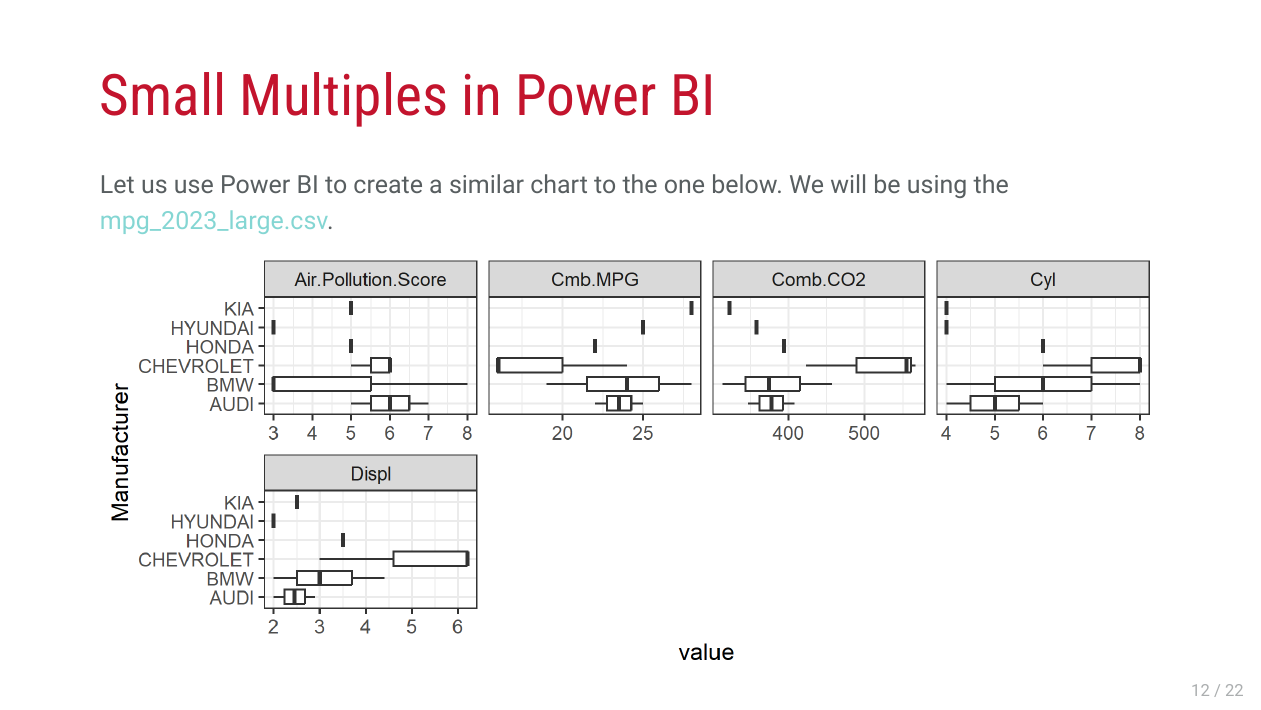 Small Multiples in Power BI
Let us use Power BI to create a similar chart to the one below. We will be using the
mpg_2023_large.csv.
Air.Pollution.Score
Cmb.MPG
Comb.CO2
Cyl
KIA
HYUNDAI
HONDA
CHEVROLET
BMW
AUDI
3 4 5 6 7 8
20 25
400 500
4 5 6 7 8
Manufacturer
Displ
KIA
HYUNDAI
HONDA
CHEVROLET
BMW
AUDI
2 3 4 5 6
value
12 / 22